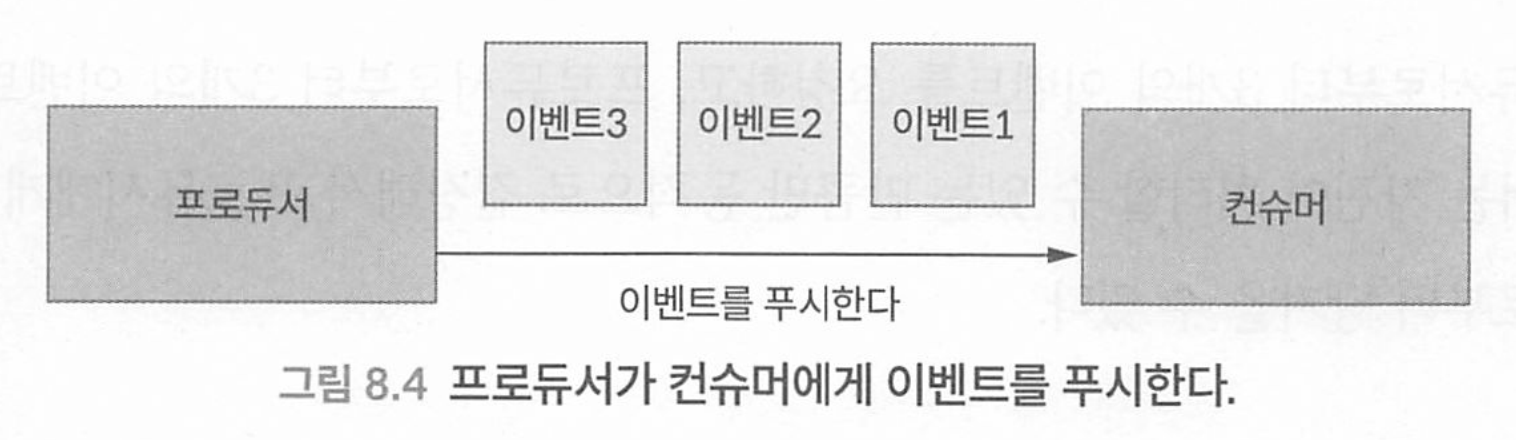 이벤트3 이벤트2 이벤트1
프로듀서
컨슈머
이벤트를 푸시한다
그림 8.4 프로듀서가 컨슈머에게 이벤트를 푸시한다.